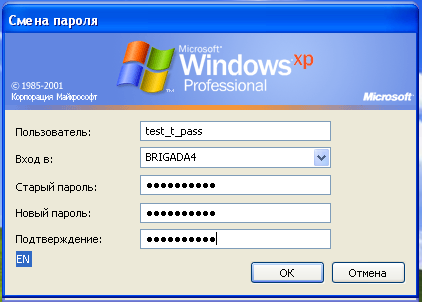 Смена пароля
Microsoft®
Windows xp
Professional
© 1985-2001
Корпорация Майкрософт
Microsoft
Пользователь: test_t_pass
Вход в: BRIGADA4
Старый пароль: ●●●●●●●●●●
Новый пароль: ●●●●●●●●●●
Подтверждение: ●●●●●●●●●●
EN
OK Отмена